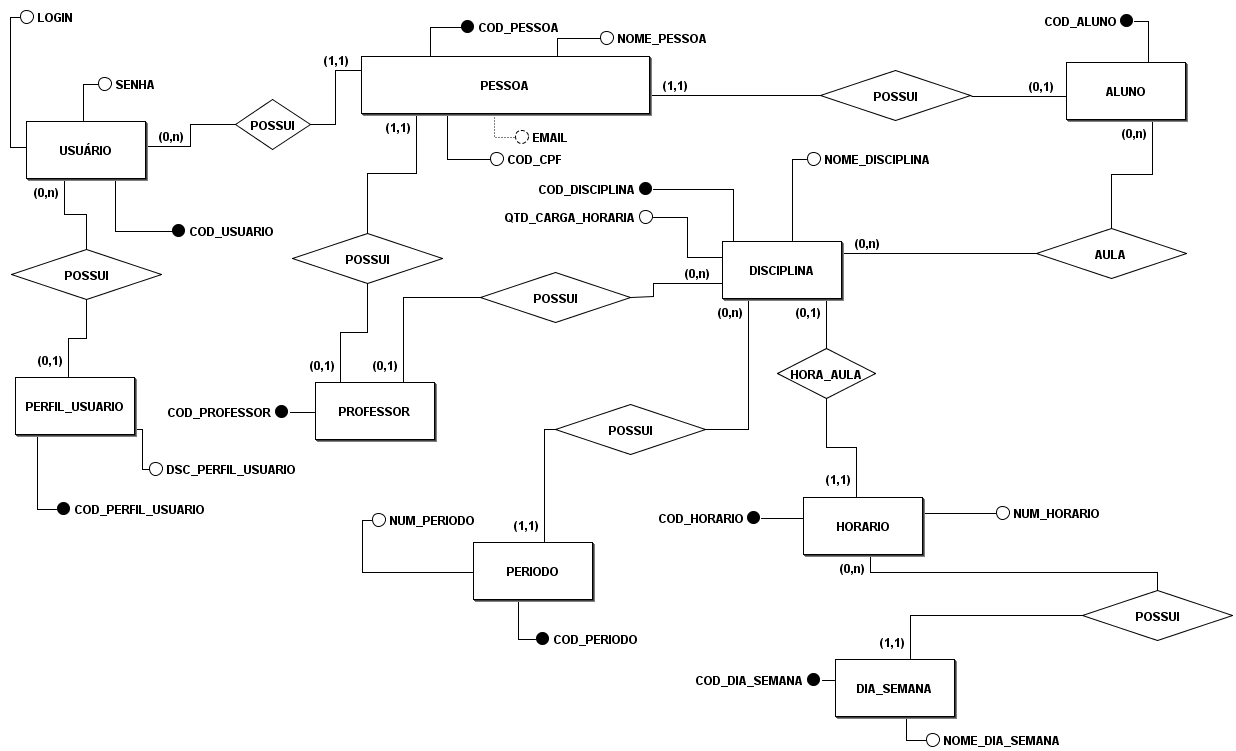 LOGIN
COD_PESSOA
COD_ALUNO
NOME_PESSOA
(1,1)
SENHA
PESSOA
(1,1)
POSSUI
(0,1)
ALUNO
POSSUI
(0,n)
(1,1)
EMAIL
(0,n)
USUÁRIO
COD_CPF
NOME_DISCIPLINA
(0,n)
COD_DISCIPLINA
QTD_CARGA_HORARIA
COD_USUARIO
(0,n)
AULA
POSSUI
POSSUI
(0,n)
DISCIPLINA
POSSUI
(0,n)
(0,1)
(0,1)
(0,1)
(0,1)
HORA_AULA
PERFIL_USUARIO
COD_PROFESSOR
PROFESSOR
POSSUI
DSC_PERFIL_USUARIO
(1,1)
COD_PERFIL_USUARIO
NUM_PERIODO
(1,1)
COD_HORARIO
HORARIO
NUM_HORARIO
PERIODO
(0,n)
POSSUI
COD_PERIODO
(1,1)
COD_DIA_SEMANA
DIA_SEMANA
NOME_DIA_SEMANA